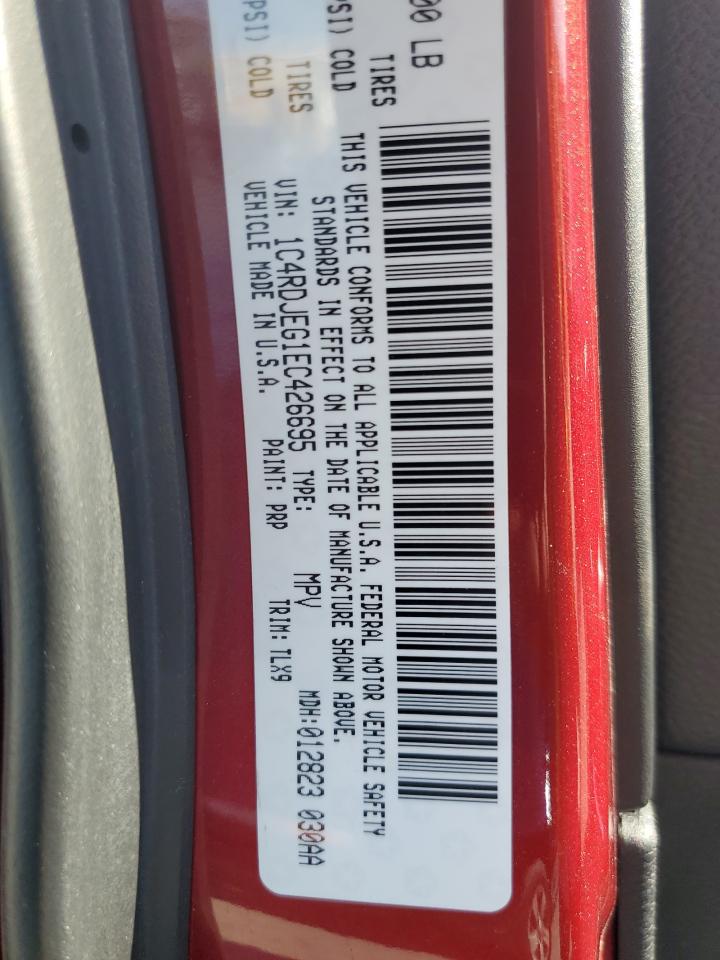 00 LB
TIRES
PSI) COLD
TIRES
(PSI) COLD
THIS VEHICLE CONFORMS TO ALL APPLICABLE U.S.A. FEDERAL MOTOR VEHICLE SAFETY
STANDARDS IN EFFECT ON THE DATE OF MANUFACTURE SHOWN ABOVE.
VIN: 1C4RDJEG1EC426695 TYPE: MPV MDH:012823 030AA
VEHICLE MADE IN U.S.A. PAINT: PRP TRIM: TLX9